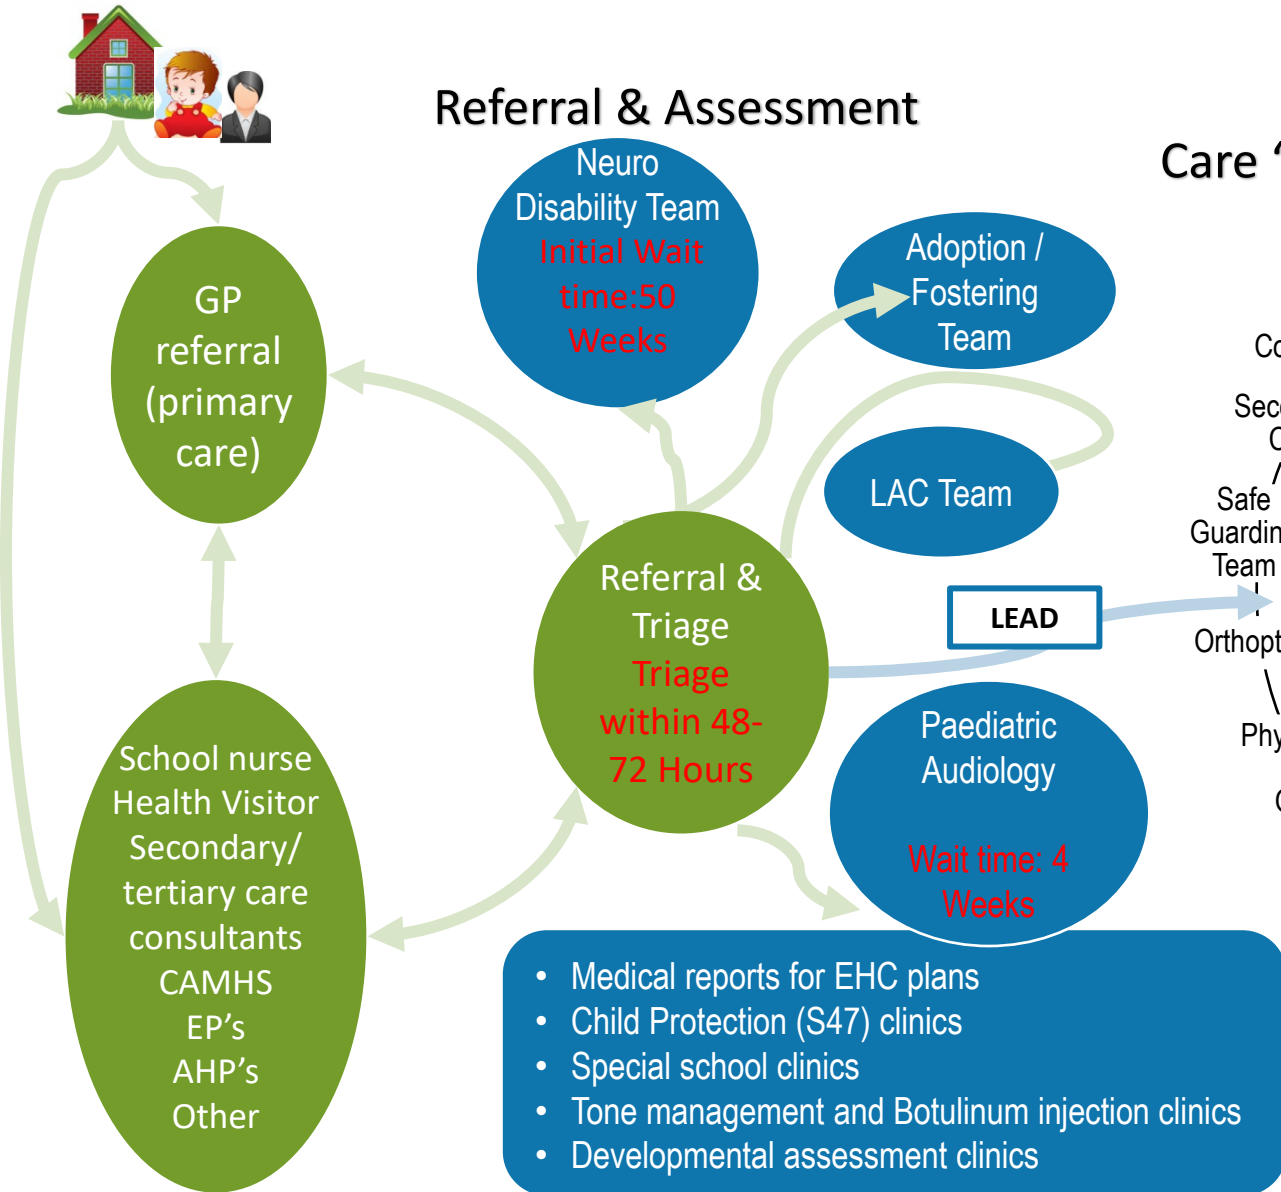 Referral & Assessment
Care ‘
Neuro
Disability Team
Initial Wait
time:50
Weeks
Adoption /
Fostering
Team
GP
referral
(primary
care)
LAC Team
Safe
Team
Referral &
Triage
Triage
within 48-
72 Hours
LEAD
Paediatric
Audiology
Wait time: 4
Weeks
School nurse
Health Visitor
Secondary/
tertiary care
consultants
CAMHS
EP’s
AHP’s
Other
• Medical reports for EHC plans
• Child Protection (S47) clinics
• Special school clinics
• Tone management and Botulinum injection clinics
• Developmental assessment clinics